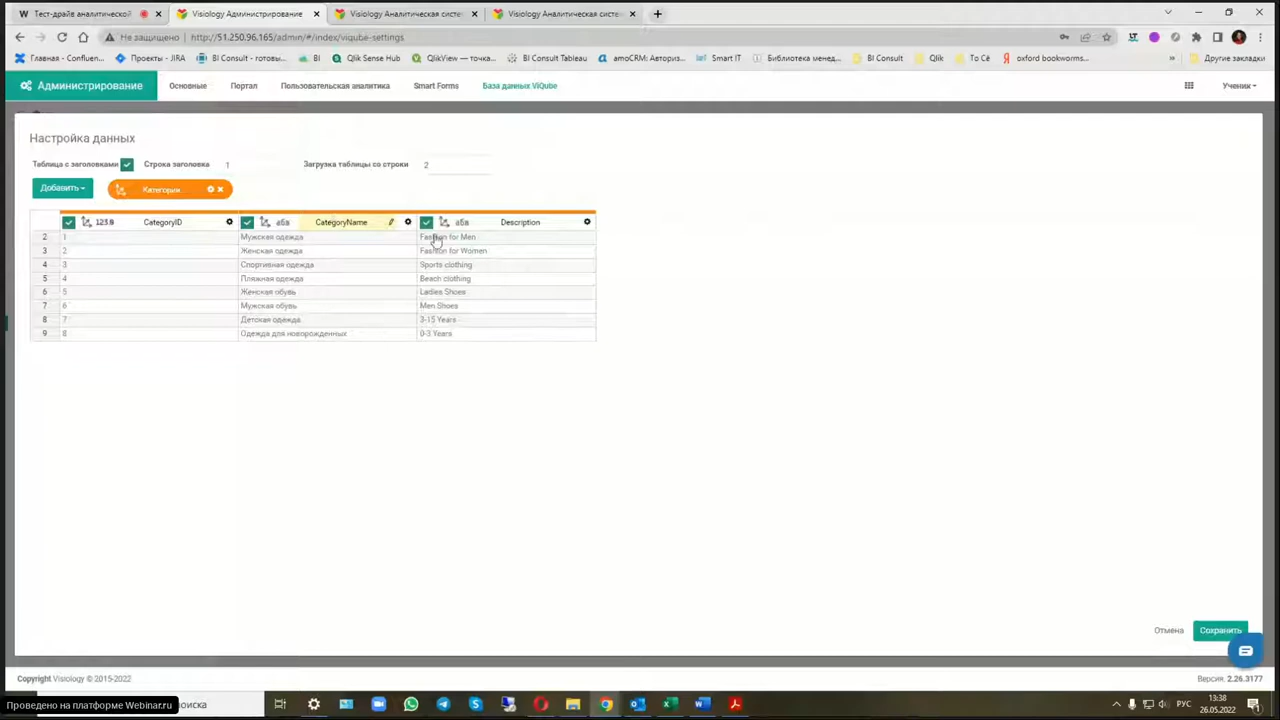 Тест-драйв аналитической
Visiology Администрирование
Visiology Аналитическая систе
Visiology Аналитическая систе
Не защищено
http://51.250.96.165/admin/#/index/viqube-settings
Главная - Confluen...
Проекты - JIRA
BI Consult - готовы...
BI
Qlik Sense Hub
QlikView — точка...
BI Consult Tableau
amoCRM: Авториз...
Smart IT
Библиотека менед...
BI Consult
Qlik
То Сё
oxford bookworms...
Другие закладки
Администрирование
Основные
Портал
Пользовательская аналитика
Smart Forms
База данных ViQube
Ученик
Настройка данных
Таблица с заголовками
Строка заголовка
1
Загрузка таблицы со строки
2
Добавить
Категории...
CategoryID
абв CategoryName
абв Description
2 1 Мужская одежда Fashion for Men
3 2 Женская одежда Fashion for Women
4 3 Спортивная одежда Sports clothing
5 4 Пляжная одежда Beach clothing
6 5 Женская обувь Ladies Shoes
7 6 Мужская обувь Men Shoes
8 7 Детская одежда 3-15 Years
9 8 Одежда для новорожденных 0-3 Years
Отмена
Сохранить
Copyright Visiology © 2015-2022
Версия: 2.26.3177
Проведено на платформе Webinar.ru
поиска
РУС
13:38
26.05.2022